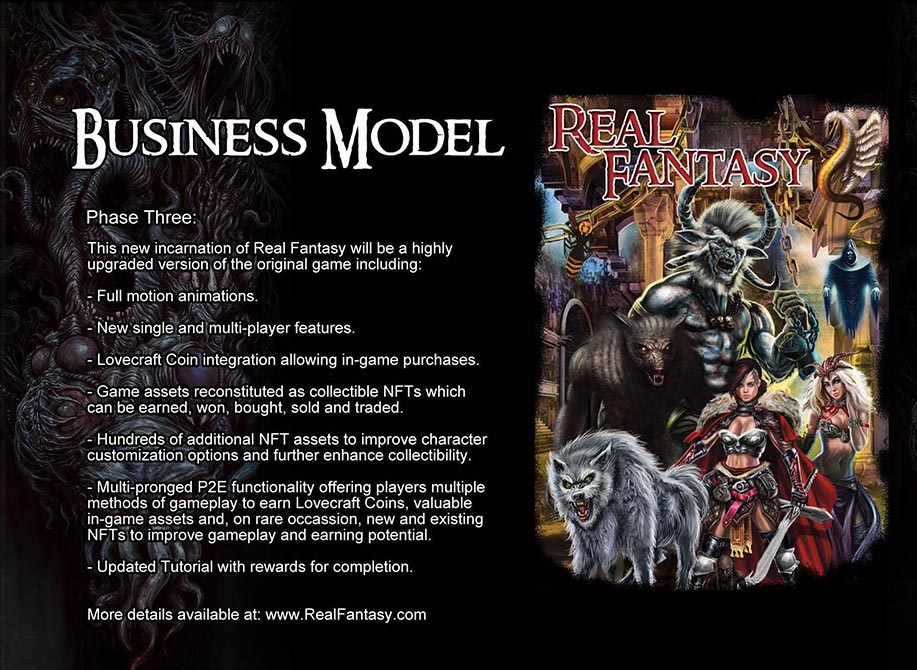 BUSINESS MODEL
REAL
FANTASY
Phase Three:
This new incarnation of Real Fantasy will be a highly
upgraded version of the original game including:
- Full motion animations.
- New single and multi-player features.
- Lovecraft Coin integration allowing in-game purchases.
- Game assets reconstituted as collectible NFTs which
can be earned, won, bought, sold and traded.
- Hundreds of additional NFT assets to improve character
customization options and further enhance collectibility.
- Multi-pronged P2E functionality offering players multiple
methods of gameplay to earn Lovecraft Coins, valuable
in-game assets and, on rare occassion, new and existing
NFTs to improve gameplay and earning potential.
- Updated Tutorial with rewards for completion.
More details available at: www.RealFantasy.com